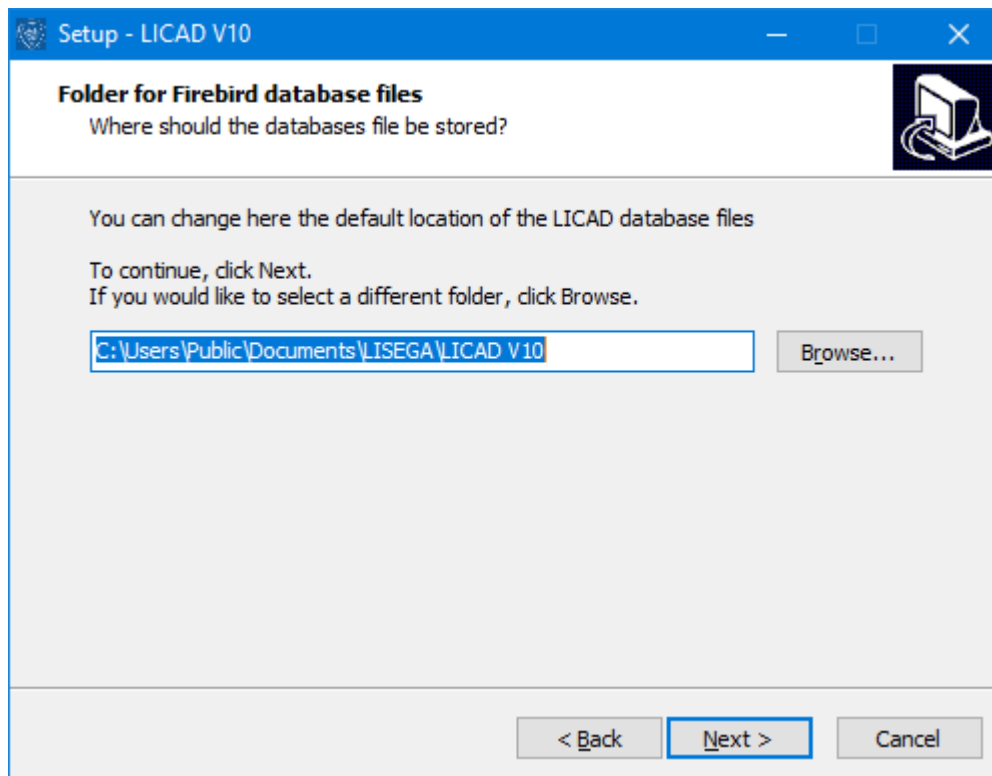 Setup - LICAD V10
Folder for Firebird database files
Where should the databases file be stored?
You can change here the default location of the LICAD database files
To continue, click Next.
If you would like to select a different folder, click Browse.
C:\Users\Public\Documents\LISEGA\LICAD V10
Browse...
< Back
Next >
Cancel